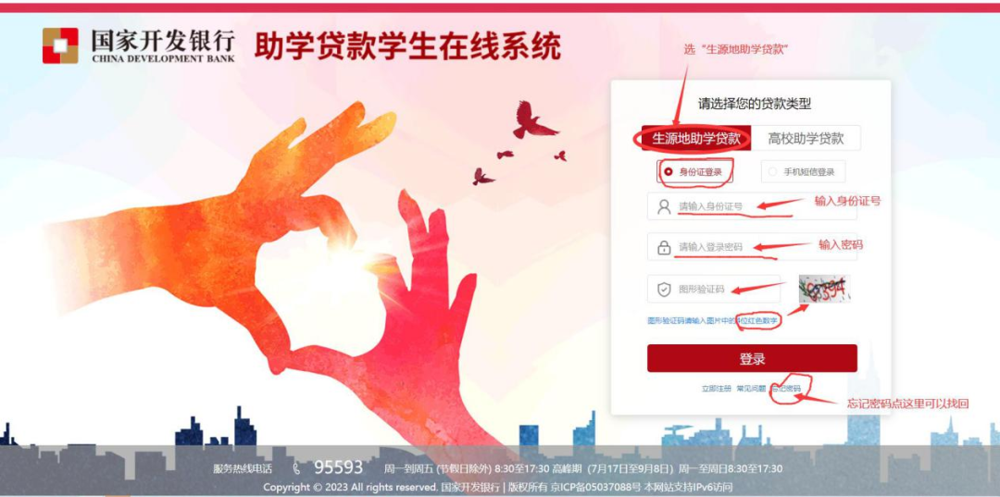 国家开发银行
CHINA DEVELOPMENT BANK
助学贷款学生在线系统
选“生源地助学贷款”
请选择您的贷款类型
生源地助学贷款 高校助学贷款
身份证登录 手机短信登录
请输入身份证号 输入身份证号
请输入登录密码 输入密码
图形验证码
图形验证码请输入图片中的4位红色数字
登录
立即注册 常见问题 忘记密码
忘记密码点这里可以找回
服务热线电话 95593 周一到周五 (节假日除外) 8:30至17:30 高峰期 (7月17日至9月8日) 周一至周日8:30至17:30
Copyright © 2023 All rights reserved. 国家开发银行 | 版权所有 京ICP备05037088号 本网站支持IPv6访问